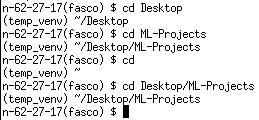 n-62-27-17(fasco) $ cd Desktop
(temp_venv) ~/Desktop
n-62-27-17(fasco) $ cd ML-Projects
(temp_venv) ~/Desktop/ML-Projects
n-62-27-17(fasco) $ cd
(temp_venv) ~
n-62-27-17(fasco) $ cd Desktop/ML-Projects
(temp_venv) ~/Desktop/ML-Projects
n-62-27-17(fasco) $